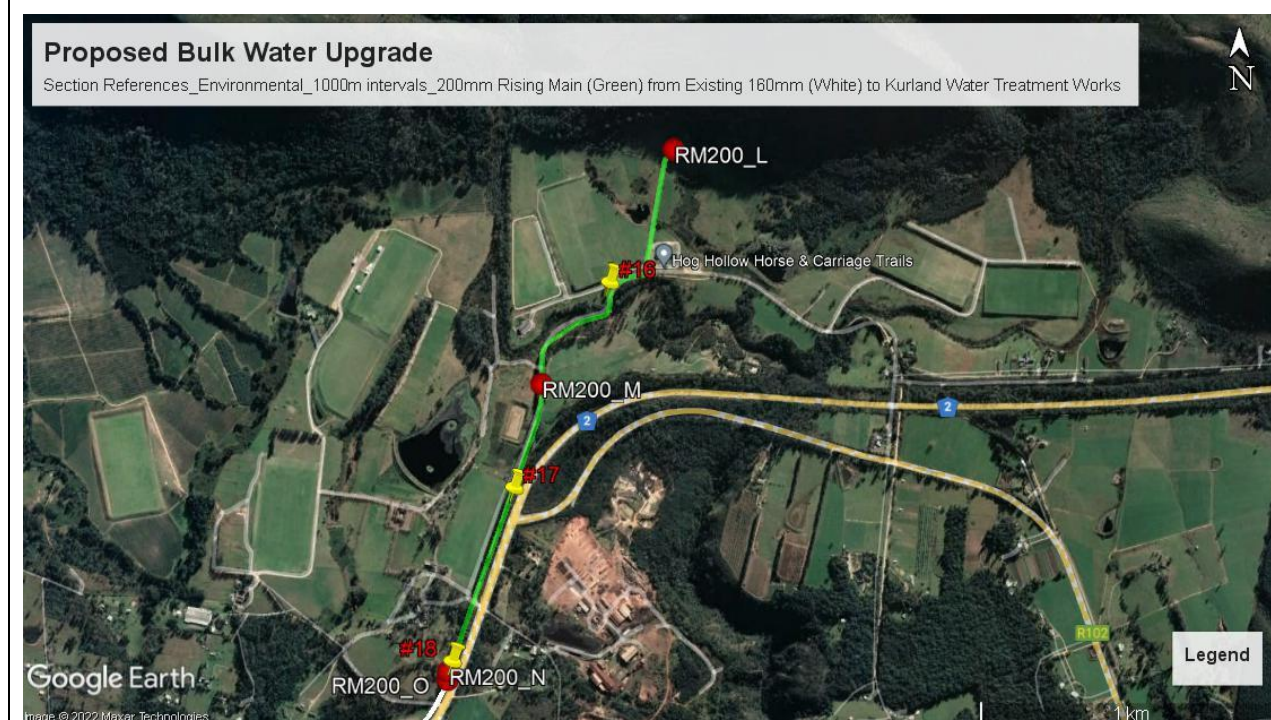 Proposed Bulk Water Upgrade
Section References_Environmental_1000m intervals_200mm Rising Main (Green) from Existing 160mm (White) to Kurland Water Treatment Works
N
RM200_L
#16
Hog Hollow Horse & Carriage Trails
RM200_M
2
2
#17
R102
#18
Legend
RM200_O
RM200_N
Google Earth
Image © 2022 Maxar Technologies
1 km